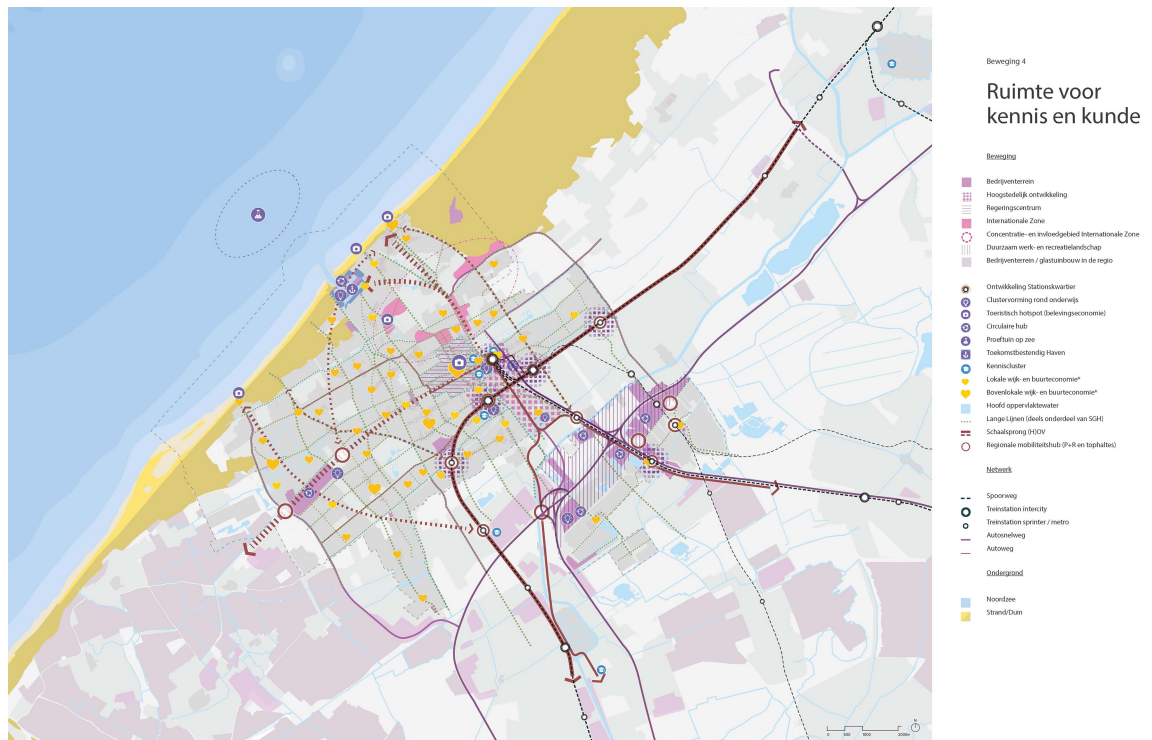 Beweging 4
Ruimte voor
kennis en kunde
Beweging
Bedrijventerrein
Hoogstedelijk ontwikkeling
Regeringscentrum
Internationale Zone
Concentratie- en invloedgebied Internationale Zone
Duurzaam werk- en recreatielandschap
Bedrijventerrein / glastuinbouw in de regio
Ontwikkeling Stationskwartier
Clustervorming rond onderwijs
Toeristisch hotspot (belevingseconomie)
Circulaire hub
Proeftuin op zee
Toekomstbestendig Haven
Kenniscluster
Lokale wijk- en buurteconomie*
Bovenlokale wijk- en buurteconomie*
Hoofd oppervlaktewater
Lange Lijnen (deels onderdeel van SGH)
Schaalsprong (H)OV
Regionale mobiliteitshub (P+R en tophaltes)
Netwerk
Spoorweg
Treinstation intercity
Treinstation sprinter / metro
Autosnelweg
Autoweg
Ondergrond
Noordzee
Strand/Duin
N
0 500 1000 2000m